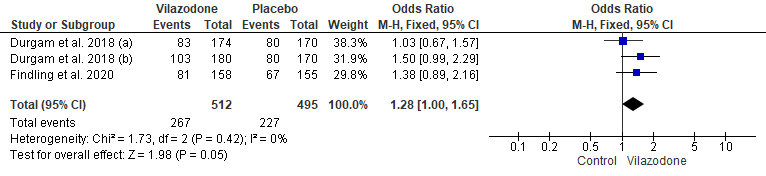 Vilazodone Placebo Odds Ratio Odds Ratio
Study or Subgroup Events Total Events Total Weight M-H, Fixed, 95% CI M-H, Fixed, 95% CI
Durgam et al. 2018 (a) 83 174 80 170 38.3% 1.03 [0.67, 1.57]
Durgam et al. 2018 (b) 103 180 80 170 31.9% 1.50 [0.99, 2.29]
Findling et al. 2020 81 158 67 155 29.8% 1.38 [0.89, 2.16]
Total (95% CI) 512 495 100.0% 1.28 [1.00, 1.65]
Total events 267 227
Heterogeneity: Chi² = 1.73, df = 2 (P = 0.42); I² = 0%
Test for overall effect: Z = 1.98 (P = 0.05)
0.1 0.2 0.5 1 2 5 10
Control Vilazodone